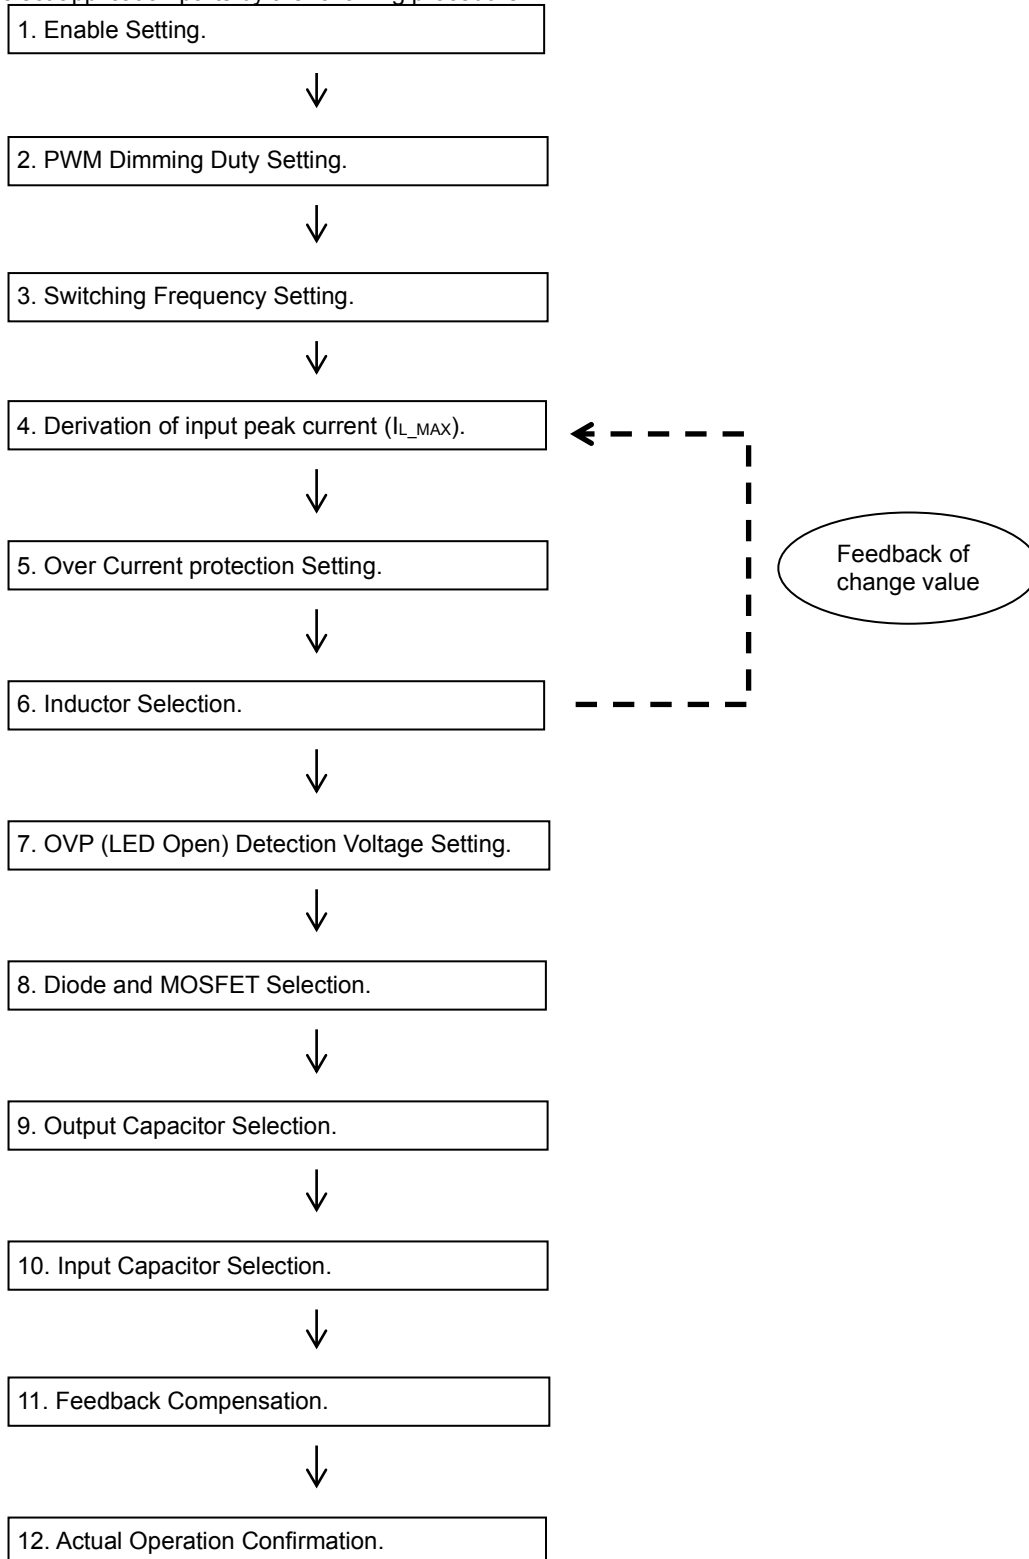 1. Enable Setting.
2. PWM Dimming Duty Setting.
3. Switching Frequency Setting.
4. Derivation of input peak current (IL_MAX).
5. Over Current protection Setting.
Feedback of
change value
6. Inductor Selection.
7. OVP (LED Open) Detection Voltage Setting.
8. Diode and MOSFET Selection.
9. Output Capacitor Selection.
10. Input Capacitor Selection.
11. Feedback Compensation.
12. Actual Operation Confirmation.